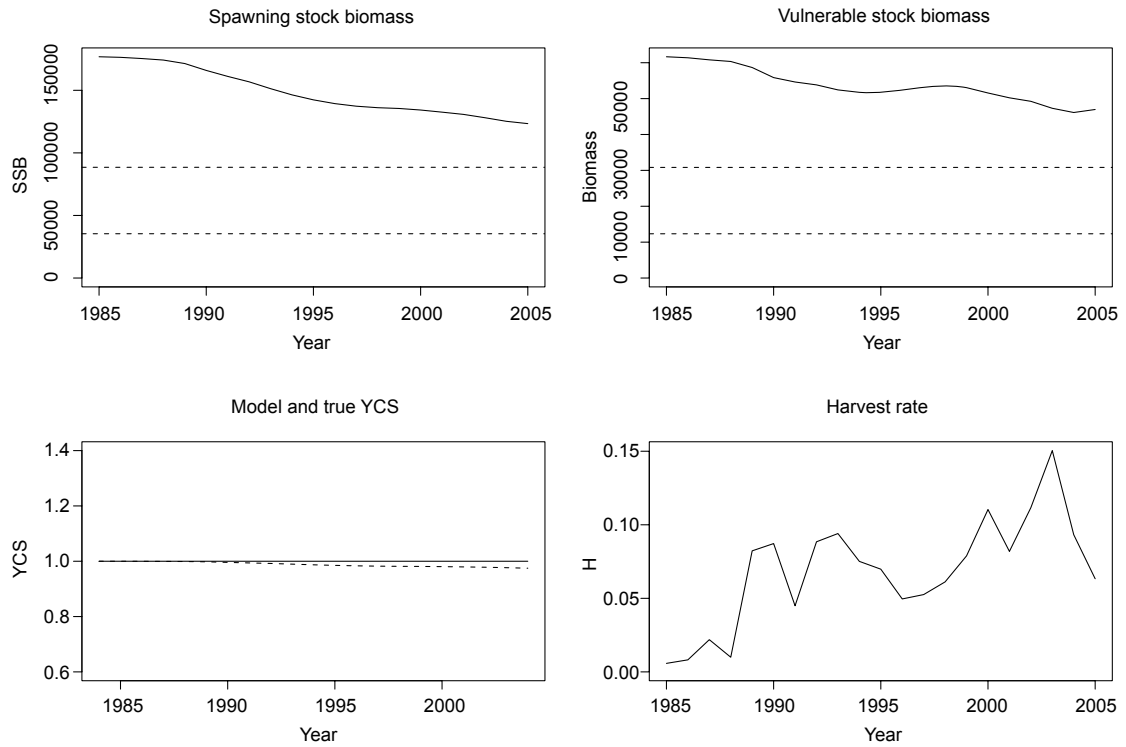 Spawning stock biomass
SSB
0 50000 100000 150000
1985 1990 1995 2000 2005
Year
Vulnerable stock biomass
Biomass
0 10000 30000 50000
1985 1990 1995 2000 2005
Year
Model and true YCS
YCS
1.4
1.2
1.0
0.8
0.6
1985 1990 1995 2000
Year
Harvest rate
H
0.15
0.10
0.05
0.00
1985 1990 1995 2000 2005
Year